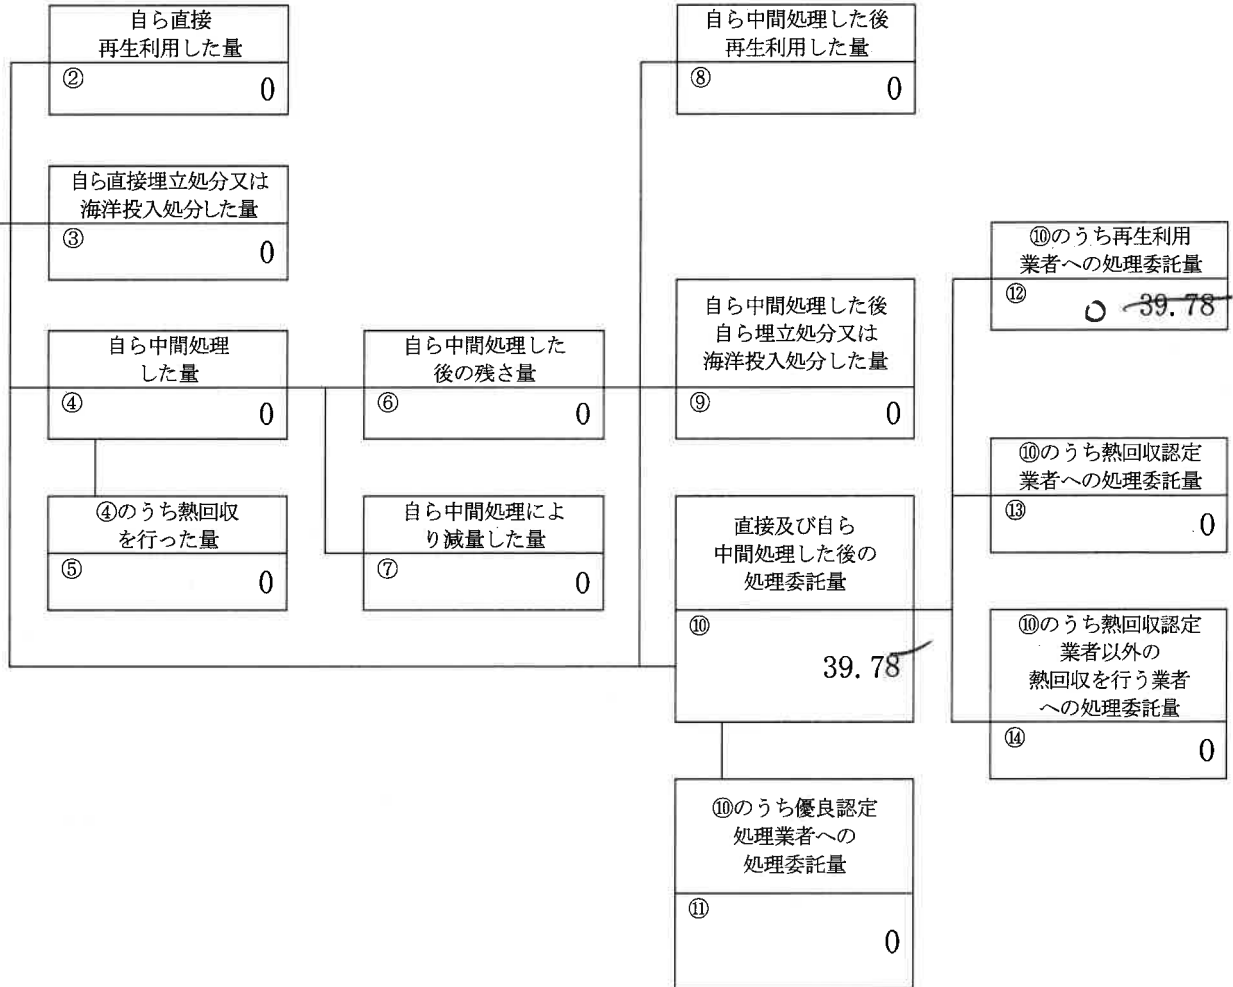 自ら直接
再生利用した量
② 0
自ら中間処理した後
再生利用した量
⑧ 0
自ら直接埋立処分又は
海洋投入処分した量
③ 0
⑩のうち再生利用
業者への処理委託量
⑫ 0 39.78
自ら中間処理
した量
④ 0
自ら中間処理した
後の残さ量
⑥ 0
自ら中間処理した後
自ら埋立処分又は
海洋投入処分した量
⑨ 0
⑩のうち熱回収認定
業者への処理委託量
⑬ 0
④のうち熱回収
を行った量
⑤ 0
自ら中間処理によ
り減量した量
⑦ 0
直接及び自ら
中間処理した後の
処理委託量
⑩
39.78
⑩のうち熱回収認定
業者以外の
熱回収を行う業者
への処理委託量
⑭ 0
⑩のうち優良認定
処理業者への
処理委託量
⑪
0